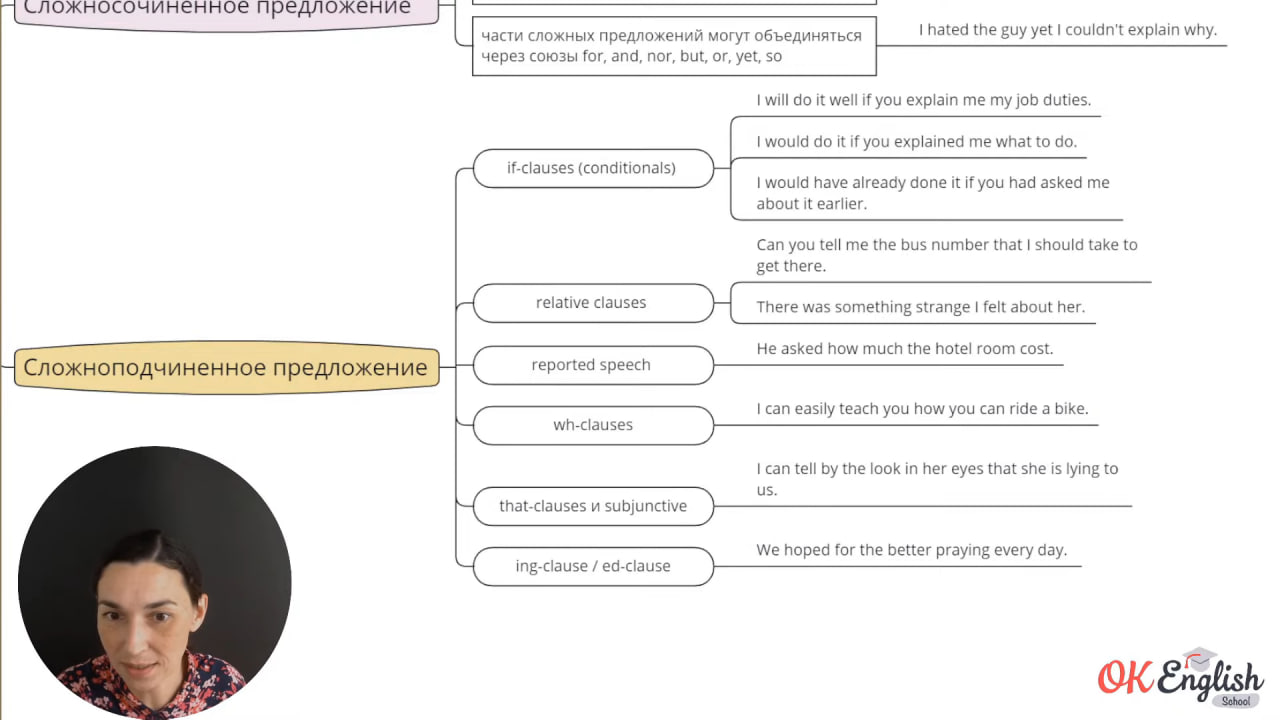 Сложносочинённое предложение
части сложных предложений могут объединяться
через союзы for, and, nor, but, or, yet, so
I hated the guy yet I couldn't explain why.
Сложноподчиненное предложение
if-clauses (conditionals)
I will do it well if you explain me my job duties.
I would do it if you explained me what to do.
I would have already done it if you had asked me
about it earlier.
relative clauses
Can you tell me the bus number that I should take to
get there.
There was something strange I felt about her.
reported speech
He asked how much the hotel room cost.
wh-clauses
I can easily teach you how you can ride a bike.
that-clauses и subjunctive
I can tell by the look in her eyes that she is lying to
us.
ing-clause / ed-clause
We hoped for the better praying every day.
OK English
School